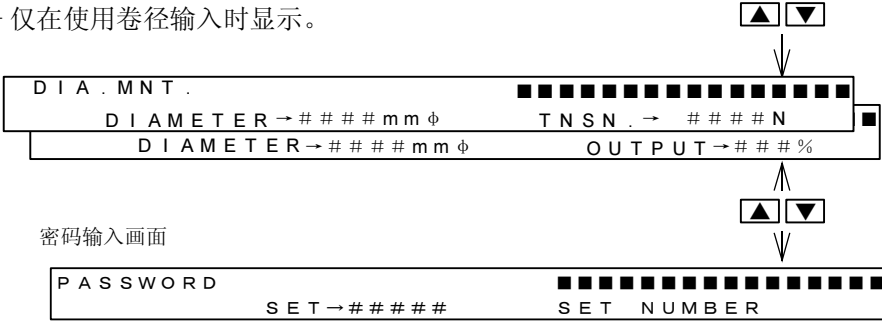 仅在使用卷径输入时显示。
▲ ▼
DIA.MNT. ■■■■■■■■■■■■■■■■
DIAMETER→####mmφ TNSN.→ ####N ■
DIAMETER→####mmφ OUTPUT→###%
▲ ▼
密码输入画面
PASSWORD ■■■■■■■■■■■■■■■■
SET→##### SET NUMBER